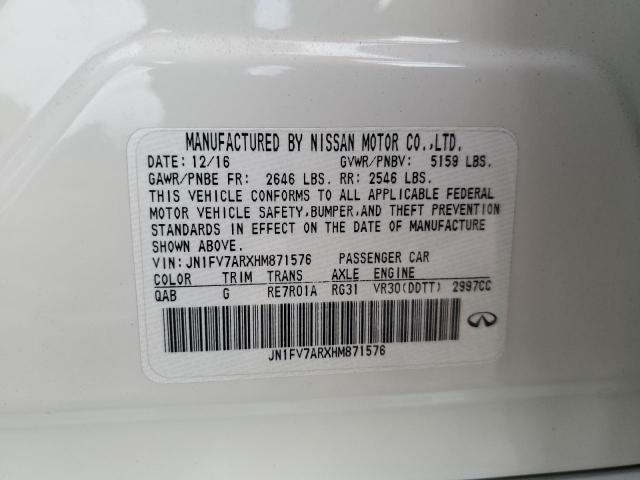 MANUFACTURED BY NISSAN MOTOR CO.,LTD.
DATE: 12/16 GVWR/PNBV: 5159 LBS.
GAWR/PNBE FR: 2646 LBS. RR: 2546 LBS.
THIS VEHICLE CONFORMS TO ALL APPLICABLE FEDERAL
MOTOR VEHICLE SAFETY,BUMPER,AND THEFT PREVENTION
STANDARDS IN EFFECT ON THE DATE OF MANUFACTURE
SHOWN ABOVE.
VIN: JN1FV7ARXHM871576 PASSENGER CAR
COLOR TRIM TRANS AXLE ENGINE
QAB G RE7R01A RG31 VR30(DDTT) 2997CC
JN1FV7ARXHM871576